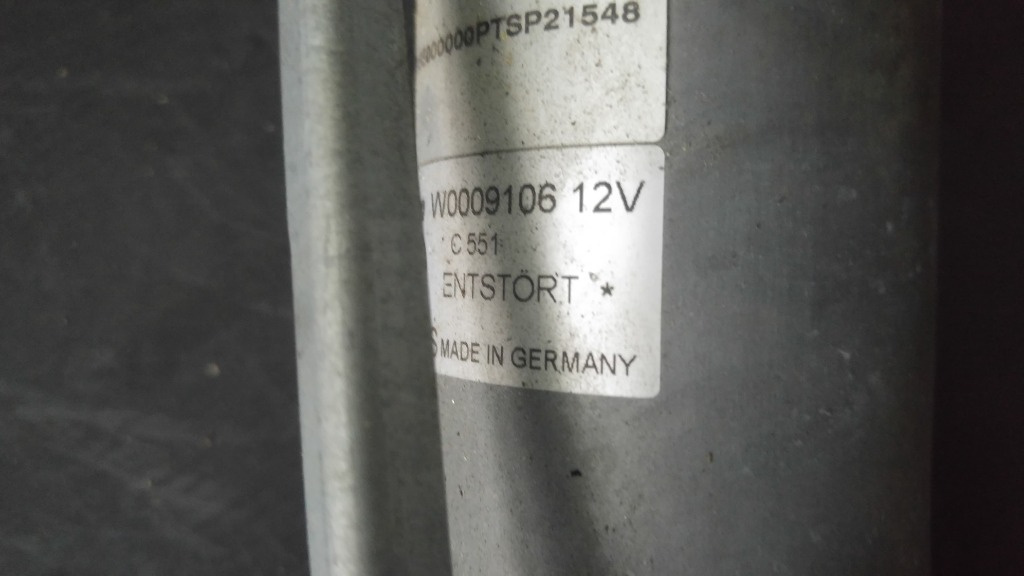 000000PTSP21548
W0009106 12V
C 551
ENTSTÖRT *
S MADE IN GERMANY